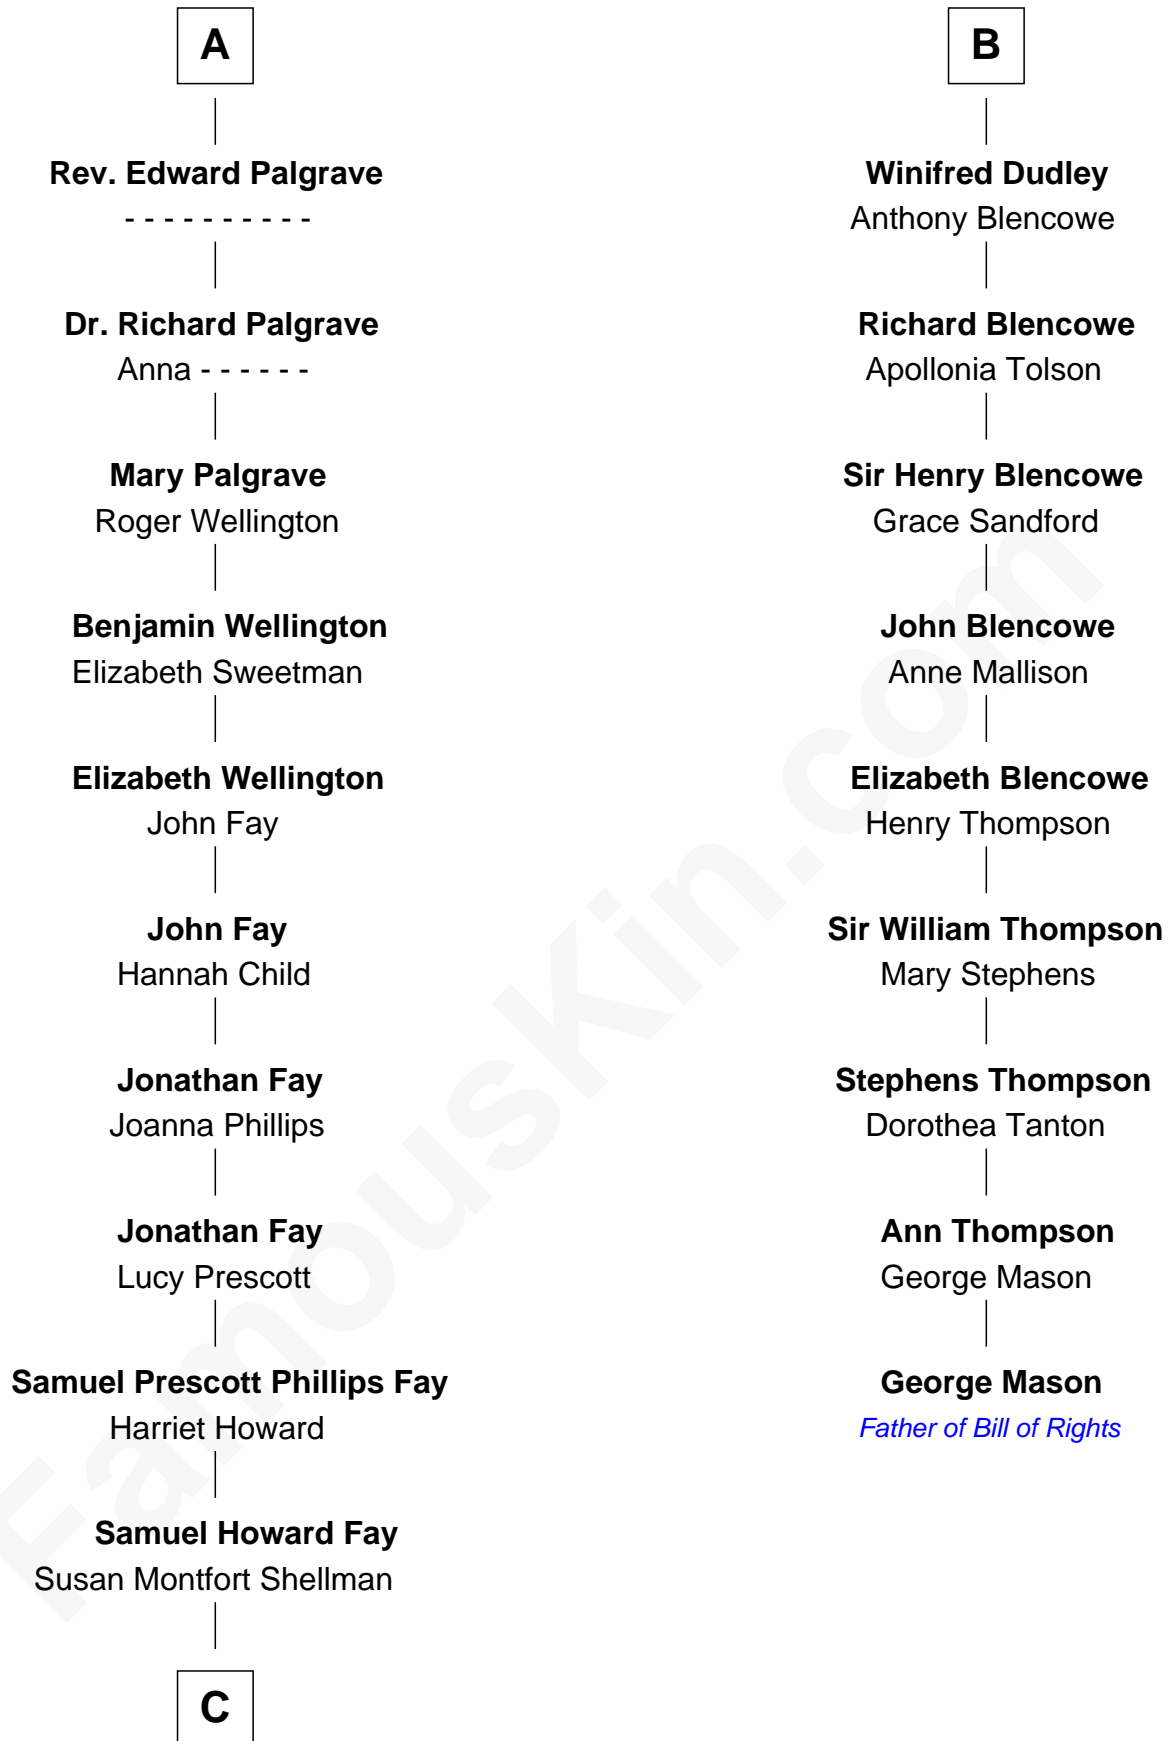 A
Rev. Edward Palgrave
- - - - - - - - - -
Dr. Richard Palgrave
Anna - - - - - -
Mary Palgrave
Roger Wellington
Benjamin Wellington
Elizabeth Sweetman
Elizabeth Wellington
John Fay
John Fay
Hannah Child
Jonathan Fay
Joanna Phillips
Jonathan Fay
Lucy Prescott
Samuel Prescott Phillips Fay
Harriet Howard
Samuel Howard Fay
Susan Montfort Shellman
C
B
Winifred Dudley
Anthony Blencowe
Richard Blencowe
Apollonia Tolson
Sir Henry Blencowe
Grace Sandford
John Blencowe
Anne Mallison
Elizabeth Blencowe
Henry Thompson
Sir William Thompson
Mary Stephens
Stephens Thompson
Dorothea Tanton
Ann Thompson
George Mason
George Mason
Father of Bill of Rights
FamousKin.com